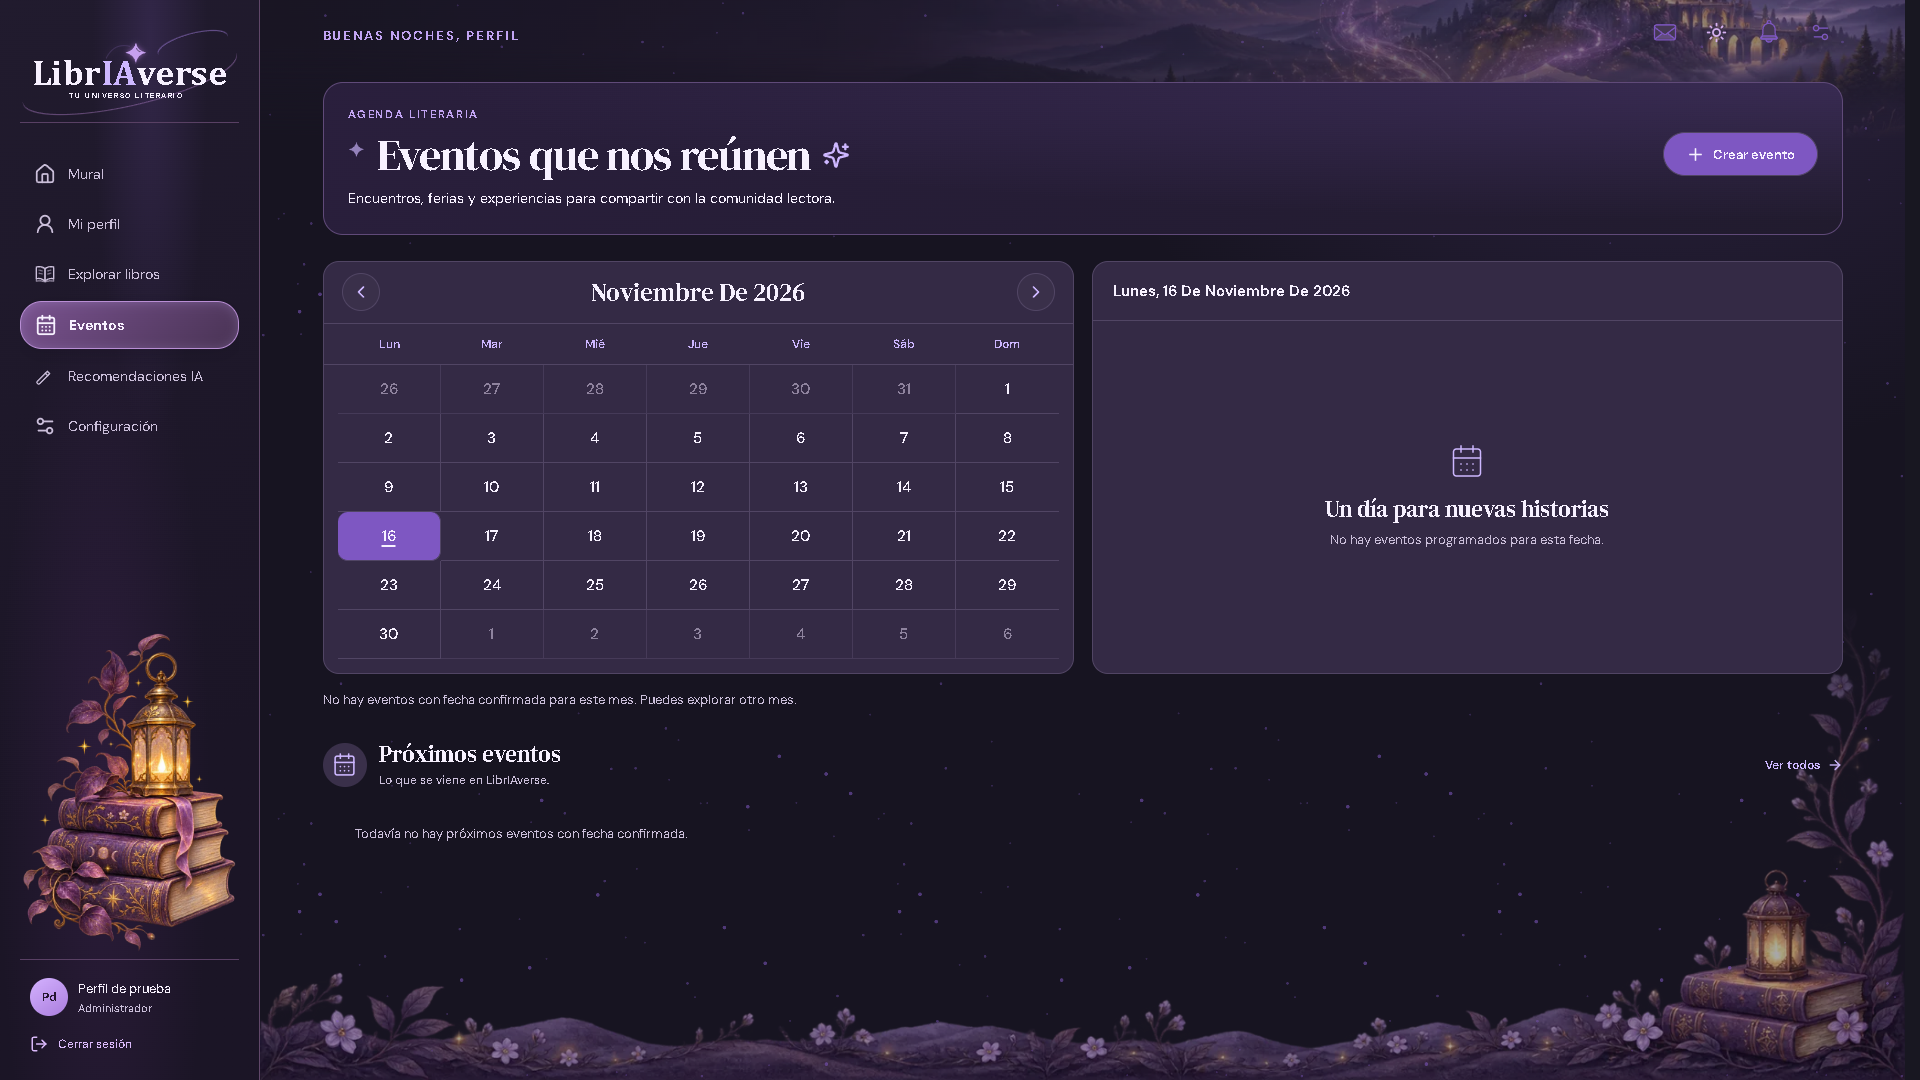 LibrIAverse
TU UNIVERSO LITERARIO
Mural
Mi perfil
Explorar libros
Eventos
Recomendaciones IA
Configuración
Pd
Perfil de prueba
Administrador
Cerrar sesión
BUENAS NOCHES, PERFIL
AGENDA LITERARIA
Eventos que nos reúnen
Encuentros, ferias y experiencias para compartir con la comunidad lectora.
Crear evento
Noviembre De 2026
Lun Mar Mié Jue Vie Sáb Dom
26 27 28 29 30 31 1
2 3 4 5 6 7 8
9 10 11 12 13 14 15
16 17 18 19 20 21 22
23 24 25 26 27 28 29
30 1 2 3 4 5 6
Lunes, 16 De Noviembre De 2026
Un día para nuevas historias
No hay eventos programados para esta fecha.
No hay eventos con fecha confirmada para este mes. Puedes explorar otro mes.
Próximos eventos
Lo que se viene en LibrIAverse.
Ver todos
Todavía no hay próximos eventos con fecha confirmada.